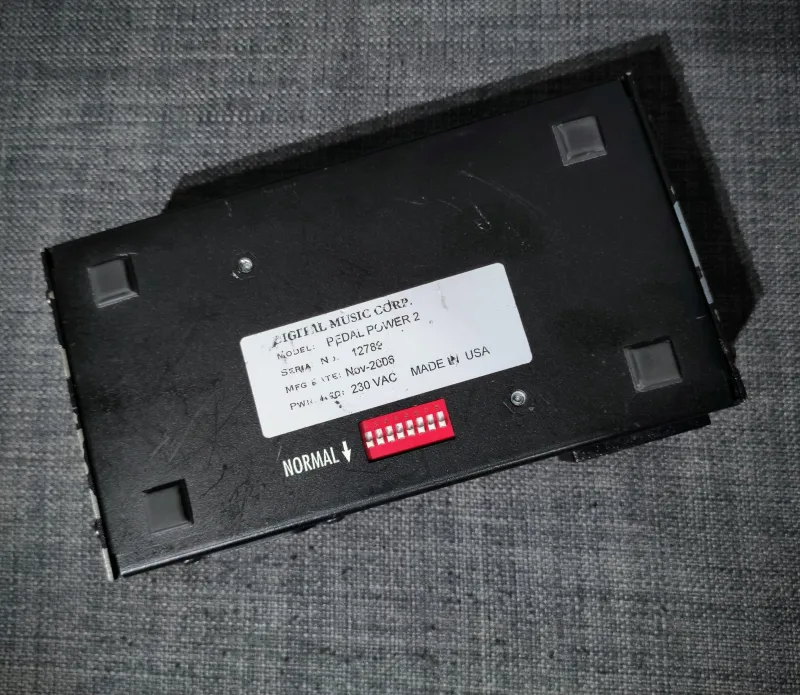 DIGITAL MUSIC CORP.
MODEL: PEDAL POWER 2
SERIAL NO. 12789
MFG DATE: Nov-2006
PWR REQ: 230 VAC MADE IN USA
NORMAL ↓